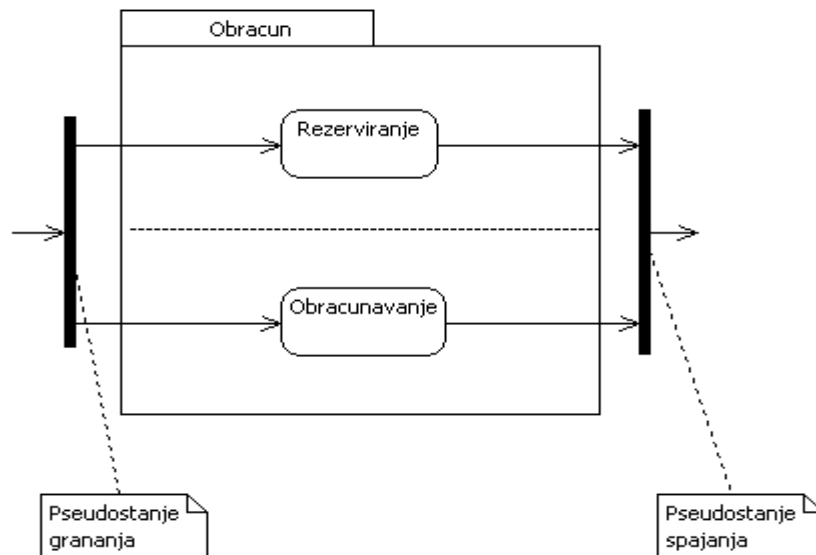 Obracun
Rezerviranje
Obracunavanje
Pseudostanje
grananja
Pseudostanje
spajanja